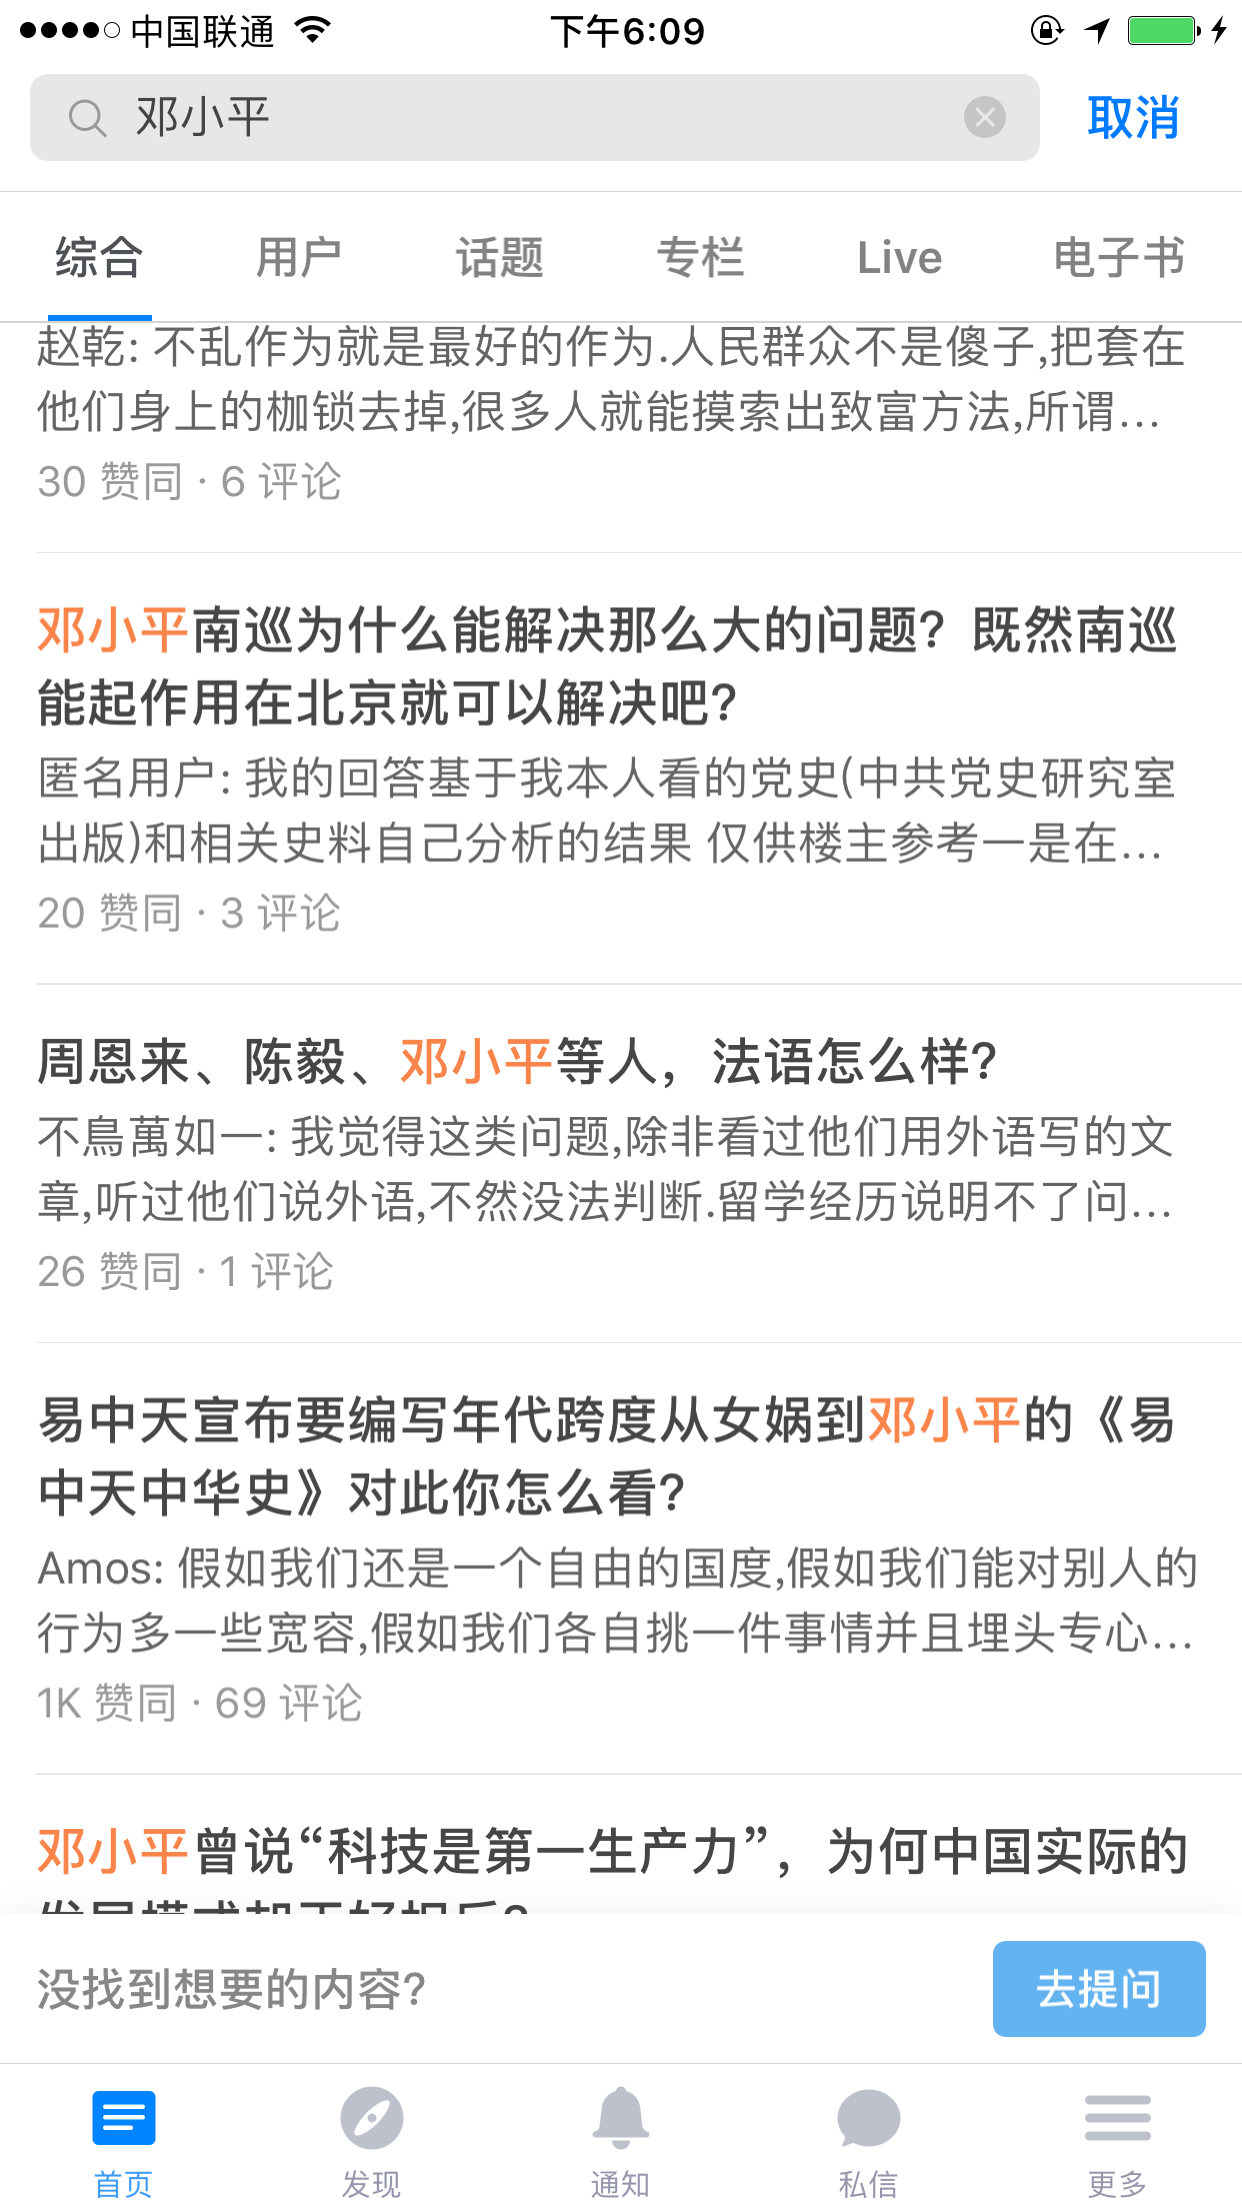 中国联通 下午6:09
邓小平 取消
综合 用户 话题 专栏 Live 电子书
赵乾: 不乱作为就是最好的作为.人民群众不是傻子,把套在
他们身上的枷锁去掉,很多人就能摸索出致富方法,所谓...
30 赞同 · 6 评论
邓小平南巡为什么能解决那么大的问题？既然南巡
能起作用在北京就可以解决吧?
匿名用户: 我的回答基于我本人看的党史(中共党史研究室
出版)和相关史料自己分析的结果 仅供楼主参考一是在...
20 赞同 · 3 评论
周恩来、陈毅、邓小平等人，法语怎么样?
不鳥萬如一: 我觉得这类问题,除非看过他们用外语写的文
章,听过他们说外语,不然没法判断.留学经历说明不了问...
26 赞同 · 1 评论
易中天宣布要编写年代跨度从女娲到邓小平的《易
中天中华史》对此你怎么看?
Amos: 假如我们还是一个自由的国度,假如我们能对别人的
行为多一些宽容,假如我们各自挑一件事情并且埋头专心...
1K 赞同 · 69 评论
邓小平曾说“科技是第一生产力”，为何中国实际的
没找到想要的内容? 去提问
首页 发现 通知 私信 更多